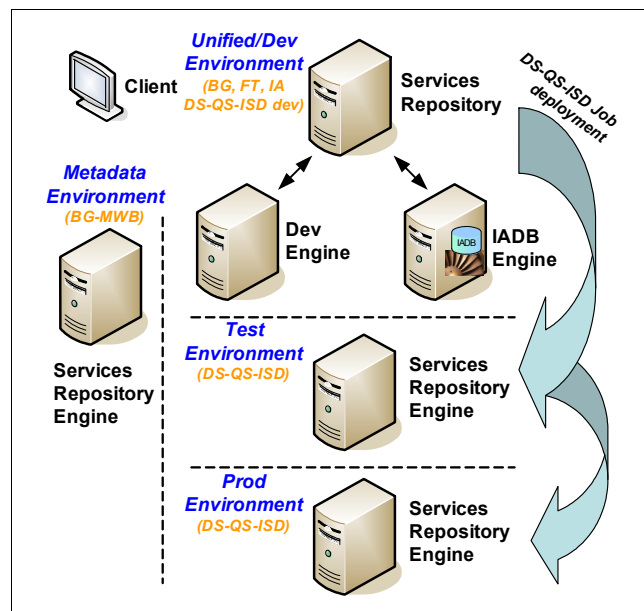 Unified/Dev
Environment
(BG, FT, IA
DS-QS-ISD dev)
Client
Services
Repository
DS-QS-ISD Job
deployment
Metadata
Environment
(BG-MWB)
Dev
Engine
IADB
IADB
Engine
Services
Repository
Engine
Test
Environment
(DS-QS-ISD)
Services
Repository
Engine
Prod
Environment
(DS-QS-ISD)
Services
Repository
Engine